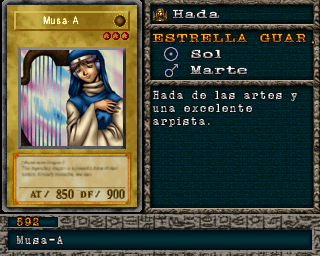 Musa-A
AT/ 850 DF/ 900
Hada
ESTRELLA GUAR.
Sol
Marte
Hada de las artes y
una excelente
arpista.
592
Musa-A